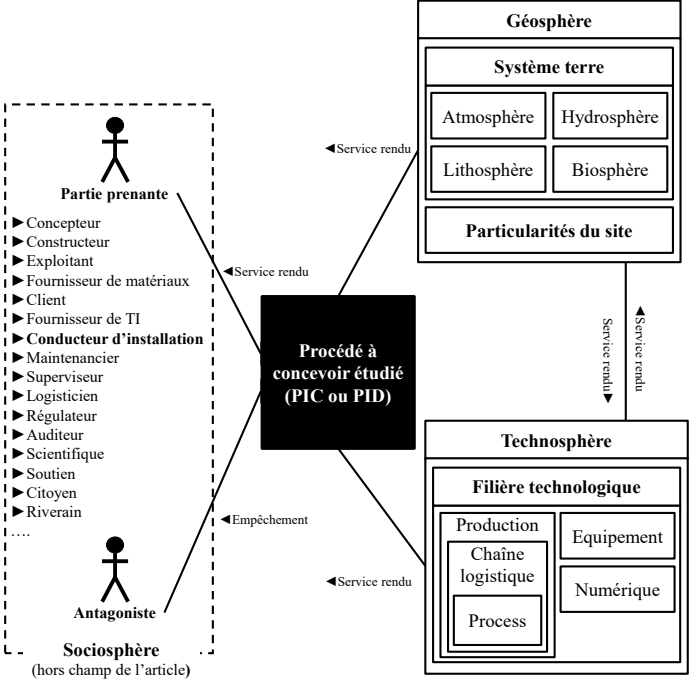 Géosphère
Système terre
Atmosphère
Hydrosphère
Lithosphère
Biosphère
Particularités du site
◄Service rendu
Partie prenante
►Concepteur
►Constructeur
►Exploitant
►Fournisseur de matériaux
►Client
►Fournisseur de TI
►Conducteur d’installation
►Maintenancier
►Superviseur
►Logisticien
►Régulateur
►Auditeur
►Scientifique
►Soutien
►Citoyen
►Riverain
….
◄Service rendu
Procédé à
concevoir étudié
(PIC ou PID)
Service rendu►
◄Service rendu
◄Empêchement
Antagoniste
Sociosphère
(hors champ de l’article)
◄Service rendu
Technosphère
Filière technologique
Production
Chaîne
logistique
Process
Equipement
Numérique